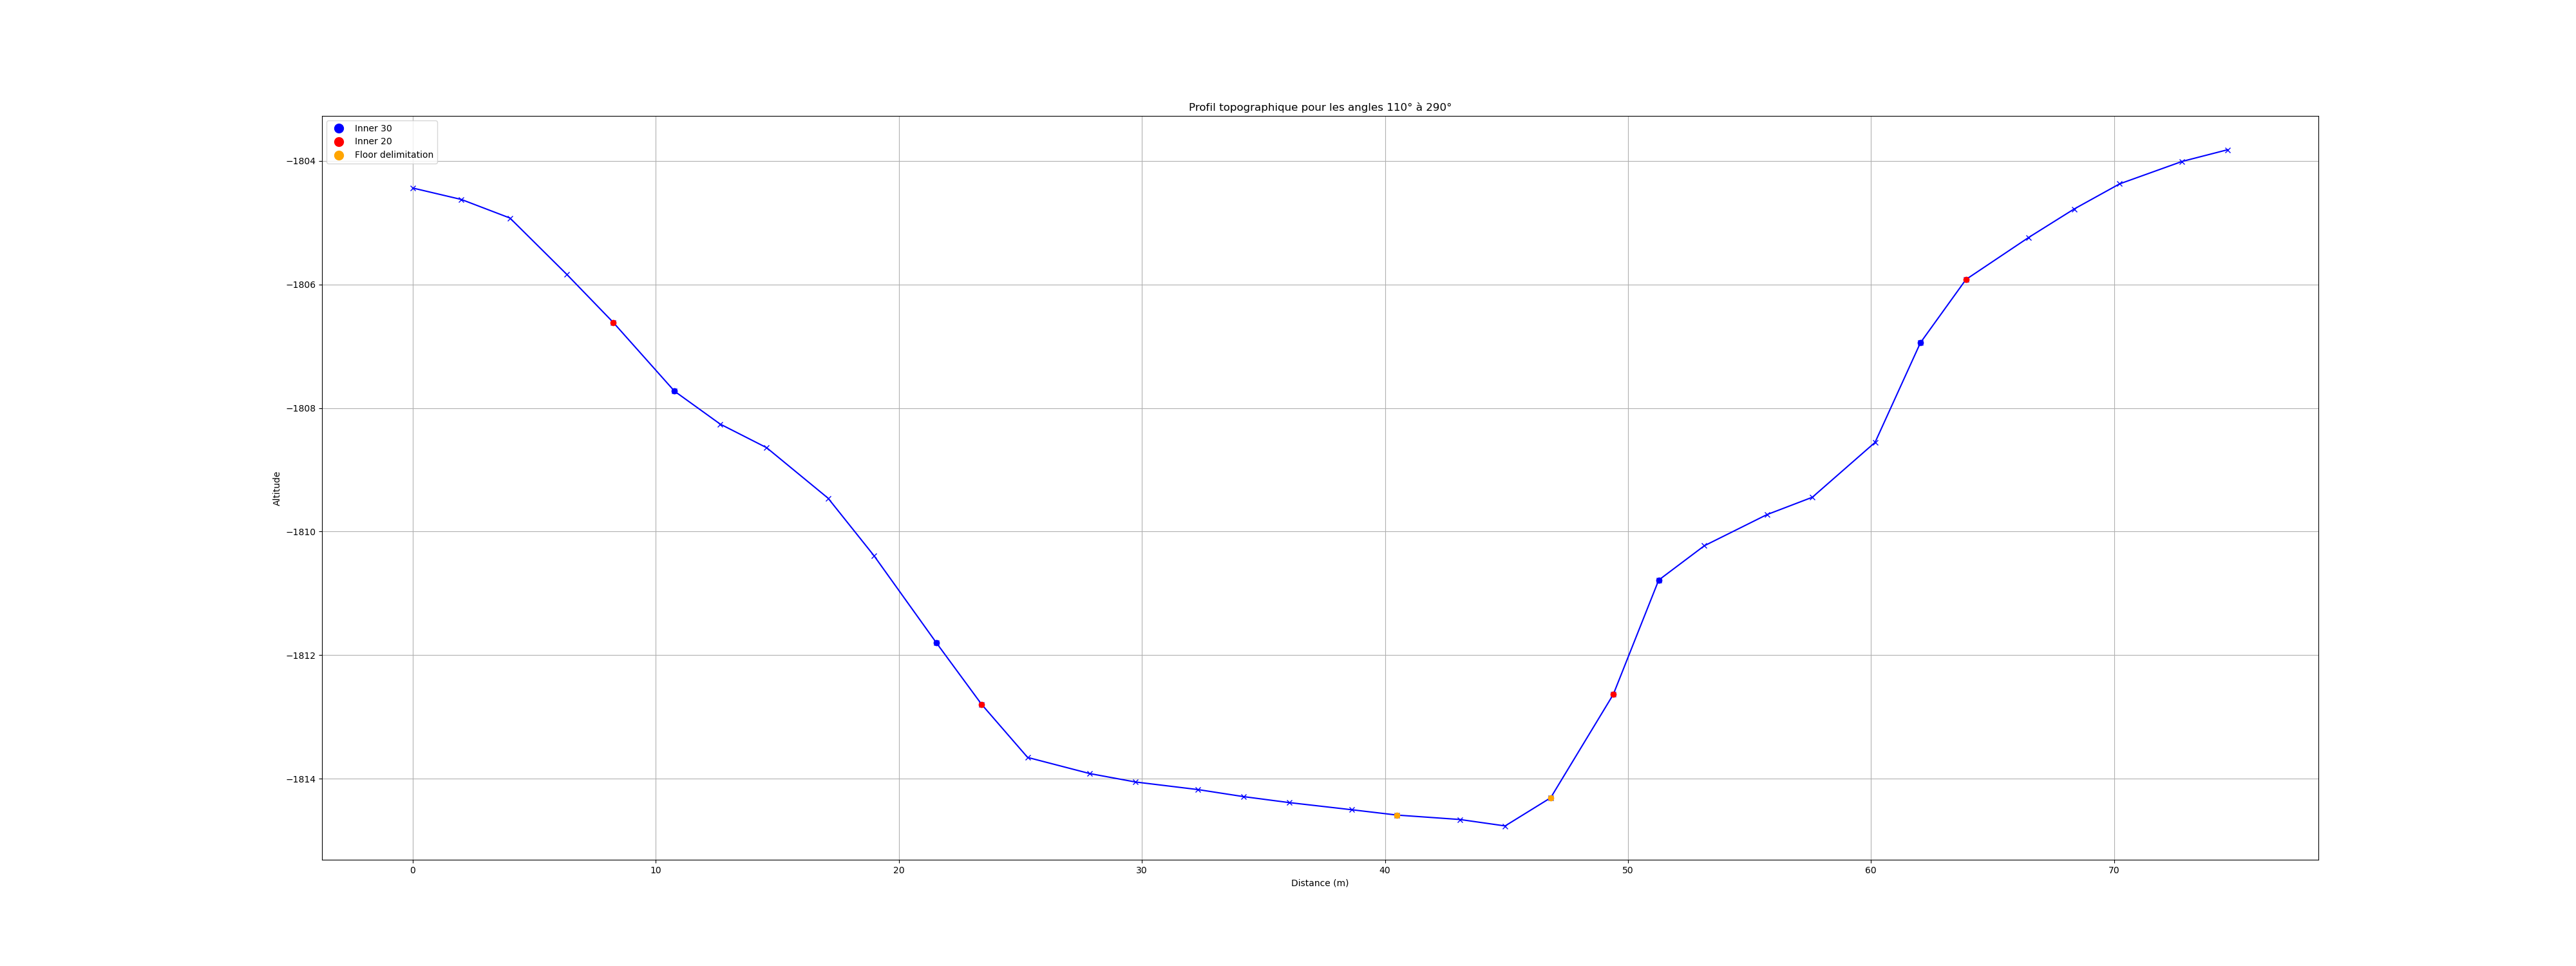 Profil topographique pour les angles 110° à 290°
Inner 30
Inner 20
Floor delimitation
−1804
−1806
−1808
−1810
−1812
−1814
Altitude
0 10 20 30 40 50 60 70
Distance (m)